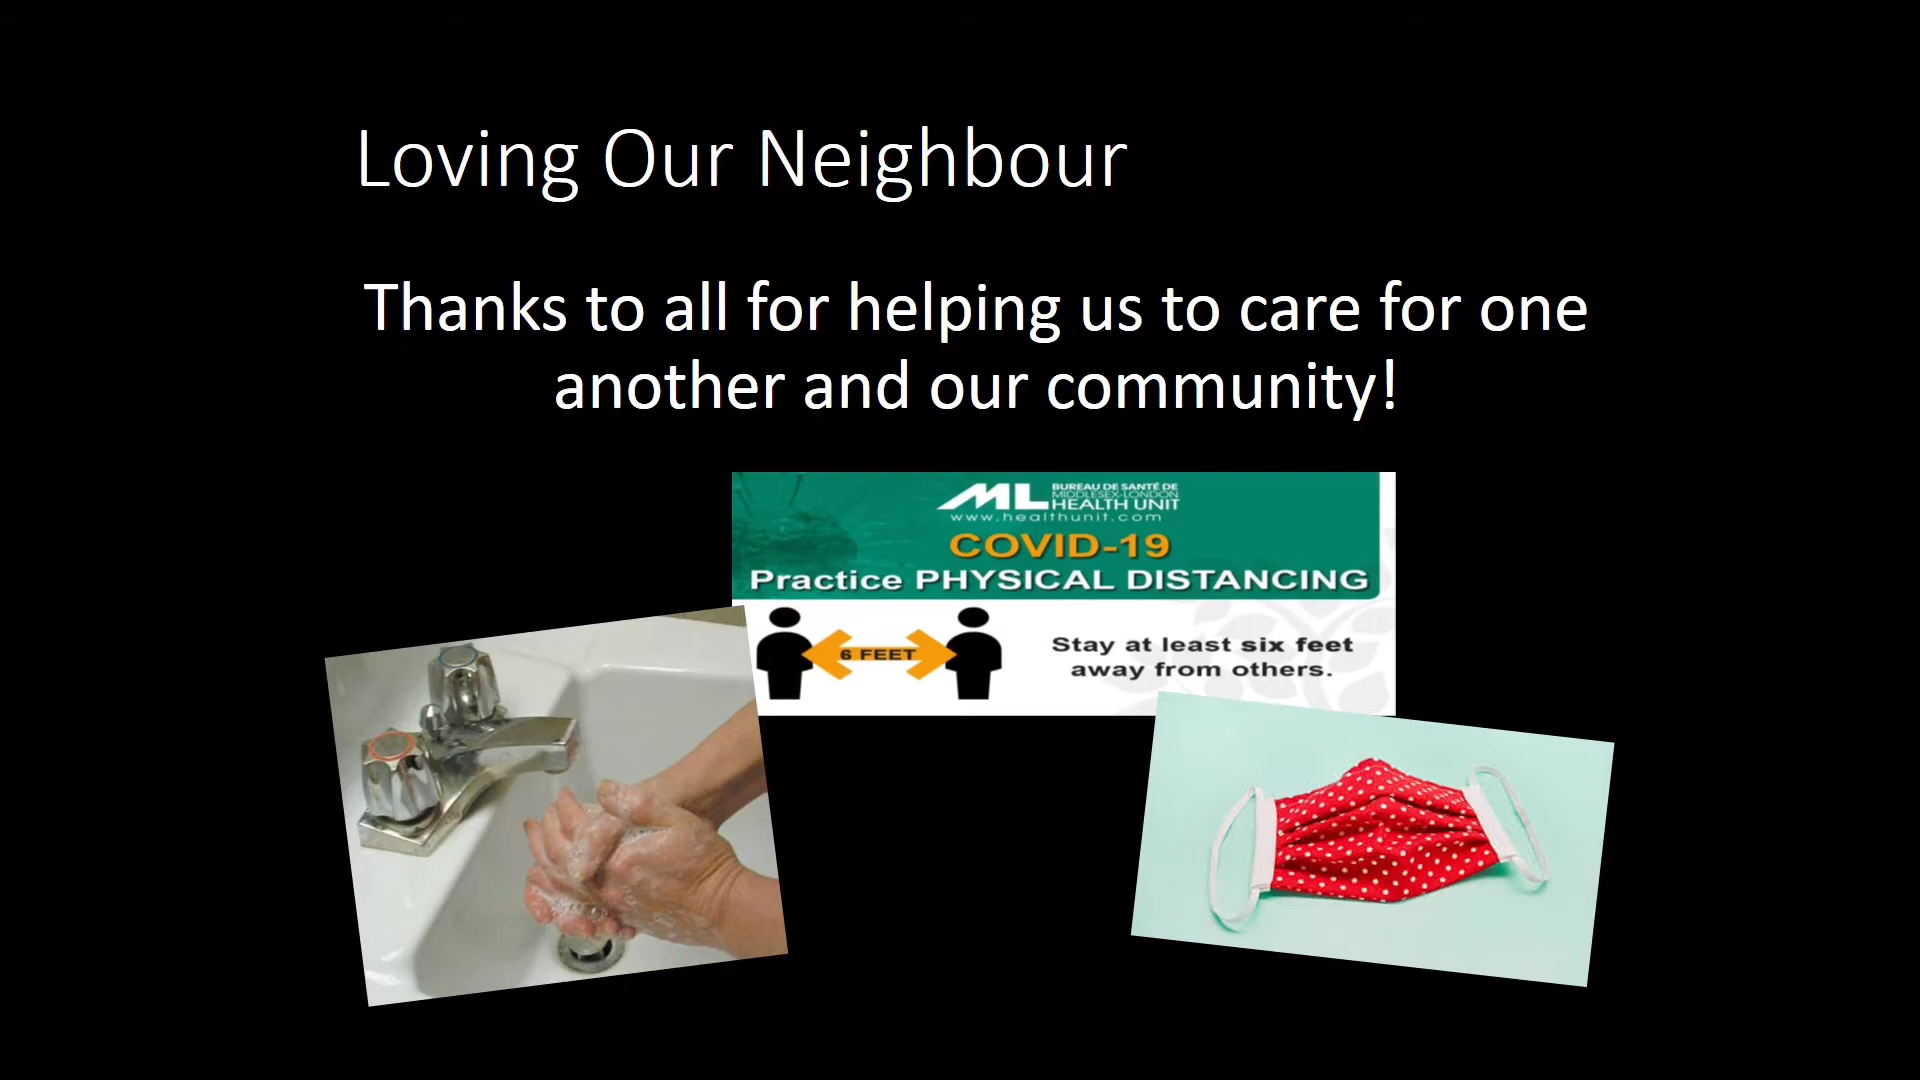 Loving Our Neighbour
Thanks to all for helping us to care for one
another and our community!
ML
BUREAU DE SANTÉ DE
MIDDLESEX-LONDON
HEALTH UNIT
www.healthunit.com
COVID-19
Practice PHYSICAL DISTANCING
6 FEET
Stay at least six feet
away from others.